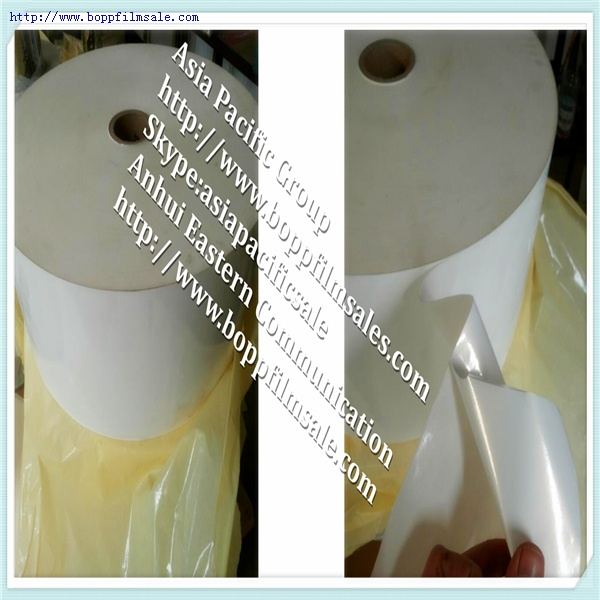 http://www.boppfilmsale.com
Asia Pacific Group
http://www.boppfilmsales.com
Skype:asiapacificsale
Anhui Eastern Communication
http://www.boppfilmsale.com